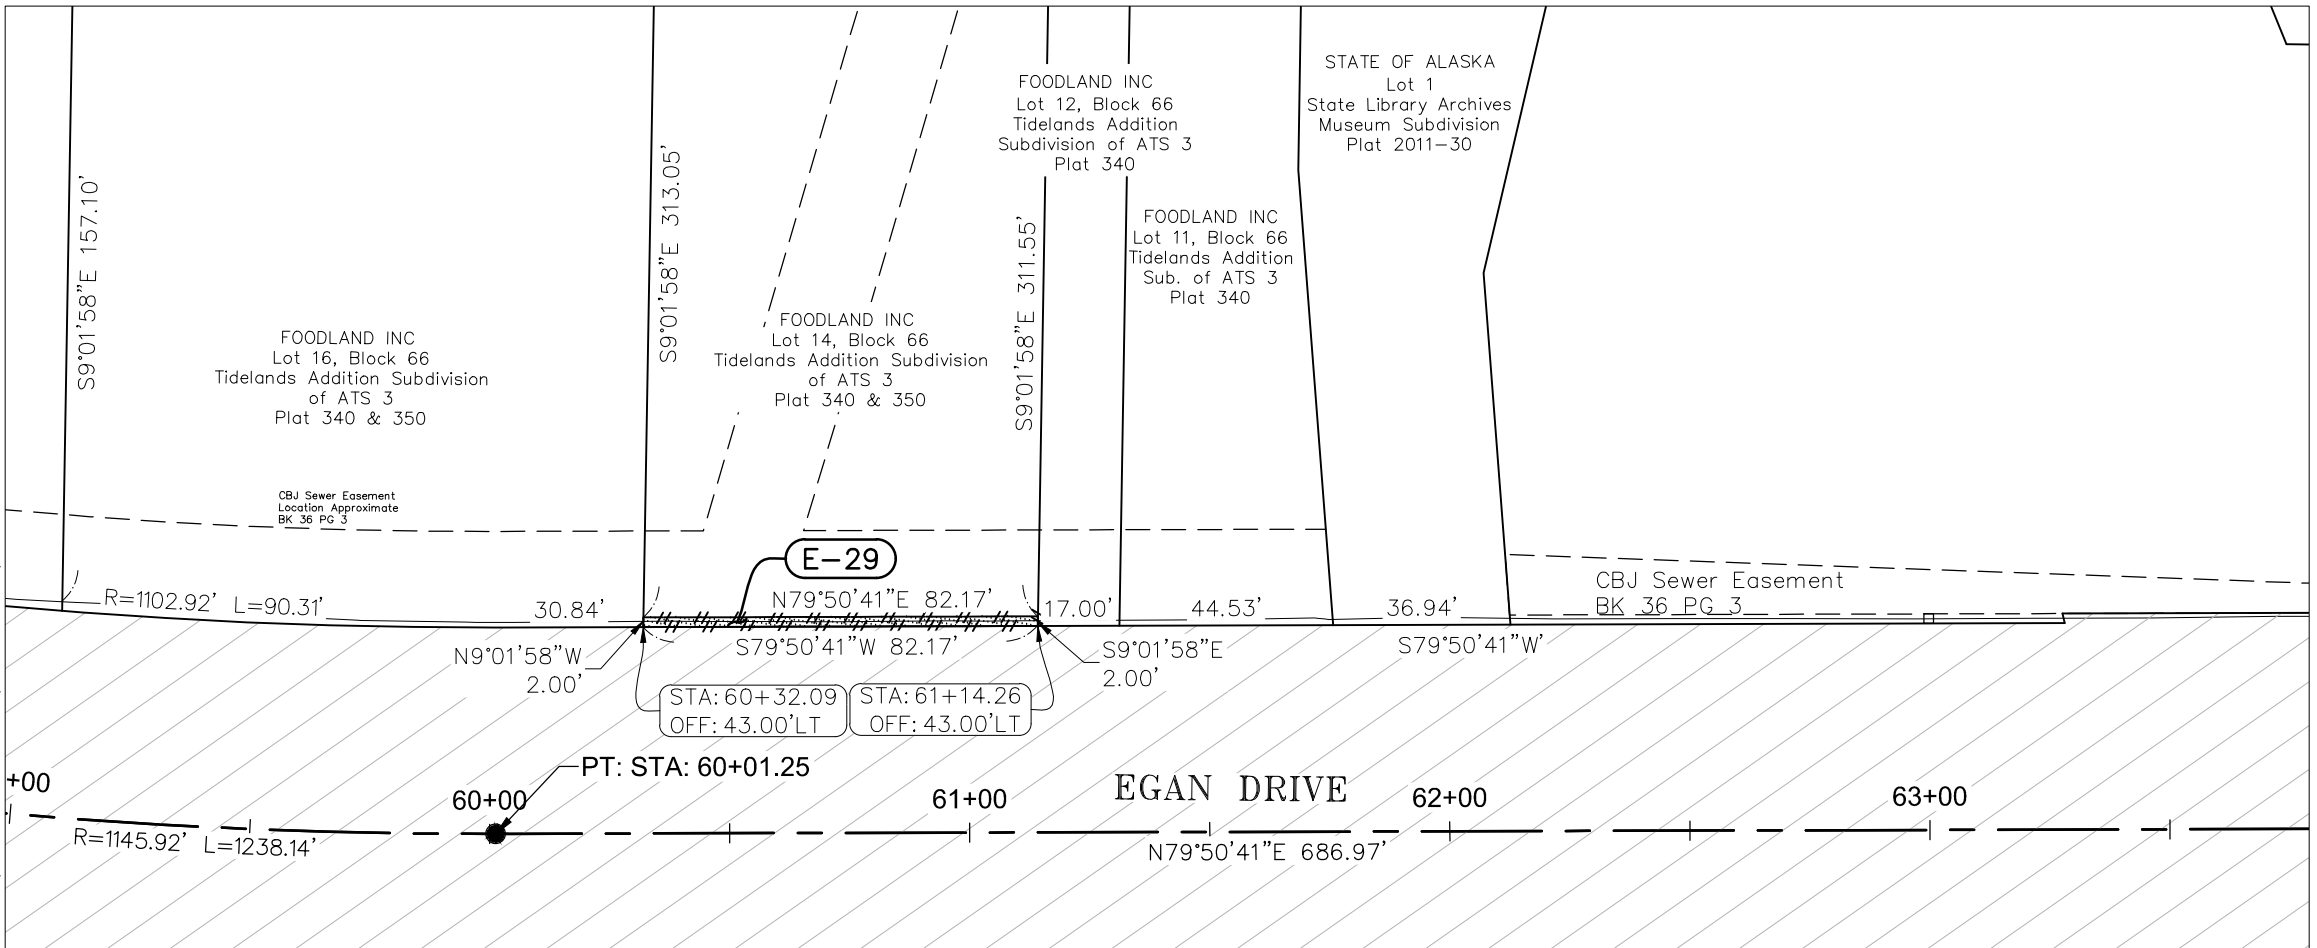 STATE OF ALASKA
Lot 1
State Library Archives
Museum Subdivision
Plat 2011-30
FOODLAND INC
Lot 12, Block 66
Tidelands Addition
Subdivision of ATS 3
Plat 340
FOODLAND INC
Lot 11, Block 66
Tidelands Addition
Sub. of ATS 3
Plat 340
S9°01'58"E 157.10'
S9°01'58"E 313.05'
S9°01'58"E 311.55'
FOODLAND INC
Lot 16, Block 66
Tidelands Addition Subdivision
of ATS 3
Plat 340 & 350
FOODLAND INC
Lot 14, Block 66
Tidelands Addition Subdivision
of ATS 3
Plat 340 & 350
CBJ Sewer Easement
Location Approximate
BK 36 PG 3
E-29
CBJ Sewer Easement
BK 36 PG 3
R=1102.92' L=90.31'
30.84'
N79°50'41"E 82.17'
17.00'
44.53'
36.94'
S79°50'41"W 82.17'
S79°50'41"W'
N9°01'58"W
2.00'
S9°01'58"E
2.00'
STA: 60+32.09
OFF: 43.00'LT
STA: 61+14.26
OFF: 43.00'LT
PT: STA: 60+01.25
EGAN DRIVE
+00
60+00
61+00
62+00
63+00
R=1145.92' L=1238.14'
N79°50'41"E 686.97'